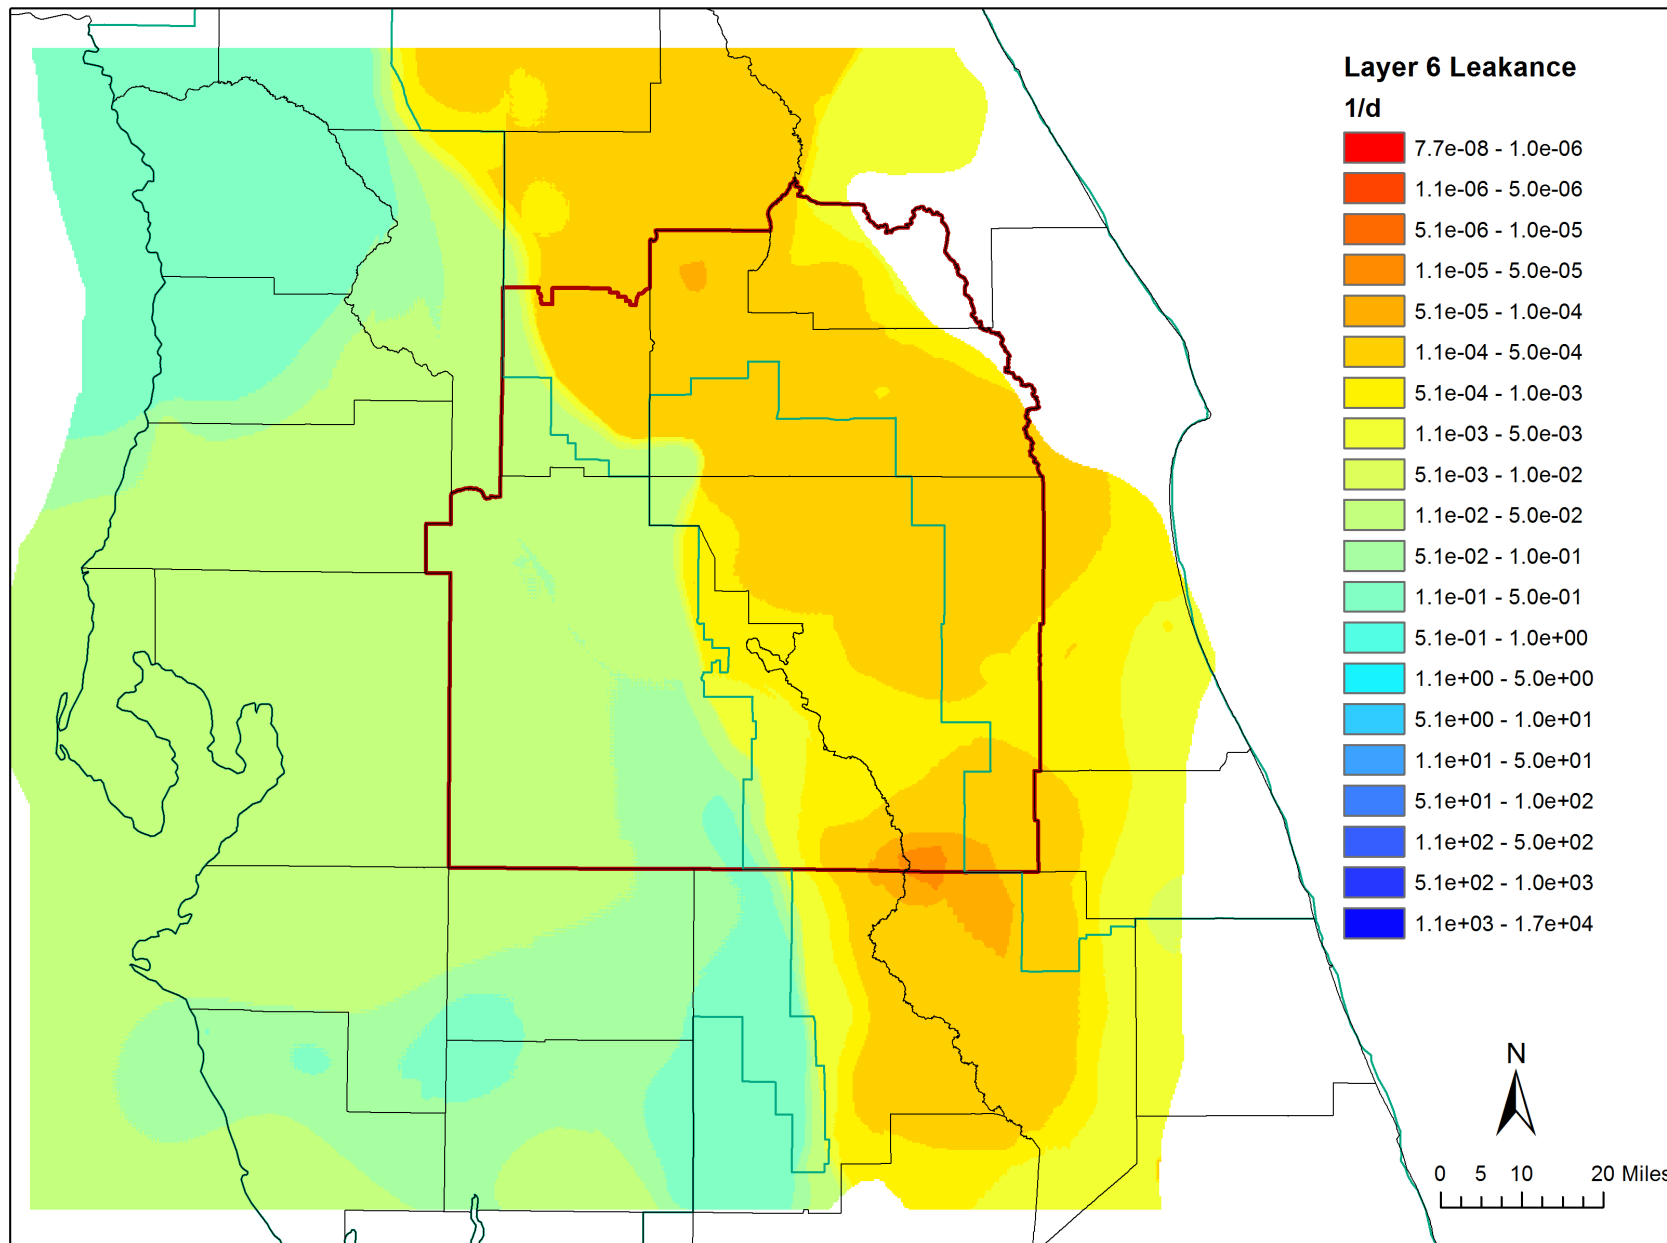 Layer 6 Leakance
1/d
7.7e-08 - 1.0e-06
1.1e-06 - 5.0e-06
5.1e-06 - 1.0e-05
1.1e-05 - 5.0e-05
5.1e-05 - 1.0e-04
1.1e-04 - 5.0e-04
5.1e-04 - 1.0e-03
1.1e-03 - 5.0e-03
5.1e-03 - 1.0e-02
1.1e-02 - 5.0e-02
5.1e-02 - 1.0e-01
1.1e-01 - 5.0e-01
5.1e-01 - 1.0e+00
1.1e+00 - 5.0e+00
5.1e+00 - 1.0e+01
1.1e+01 - 5.0e+01
5.1e+01 - 1.0e+02
1.1e+02 - 5.0e+02
5.1e+02 - 1.0e+03
1.1e+03 - 1.7e+04
N
0 5 10 20 Miles